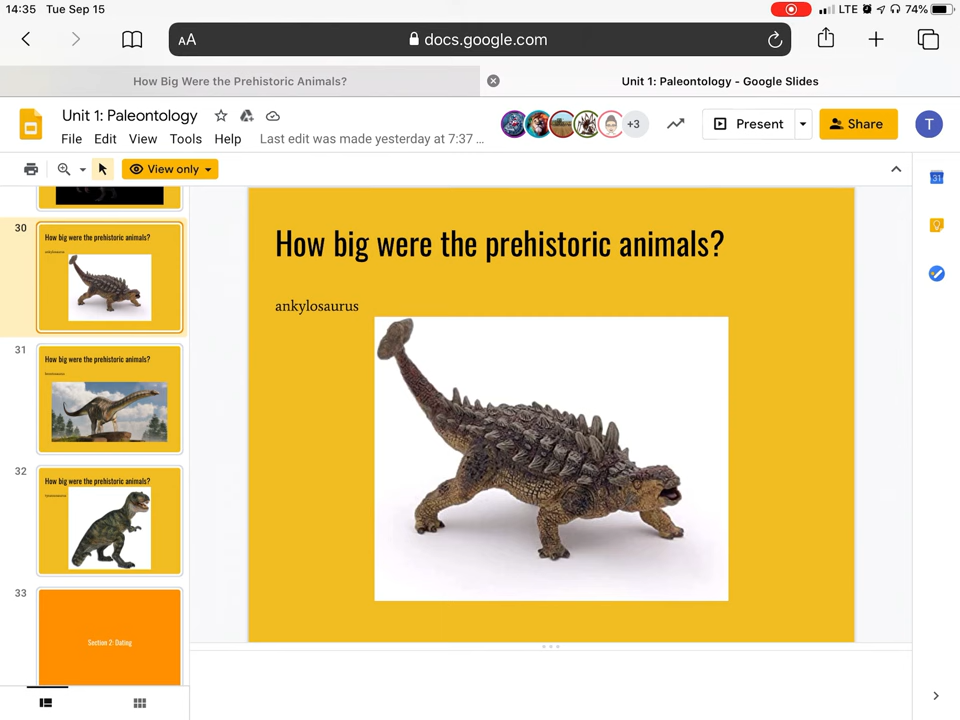 14:35 Tue Sep 15
LTE 74%
AA docs.google.com
How Big Were the Prehistoric Animals?
Unit 1: Paleontology - Google Slides
Unit 1: Paleontology
File Edit View Tools Help Last edit was made yesterday at 7:37 …
+3
Present
Share
T
View only
31
30
How big were the prehistoric animals?
ankylosaurus
31
How big were the prehistoric animals?
32
How big were the prehistoric animals?
33
Section 2: Dating
How big were the prehistoric animals?
ankylosaurus